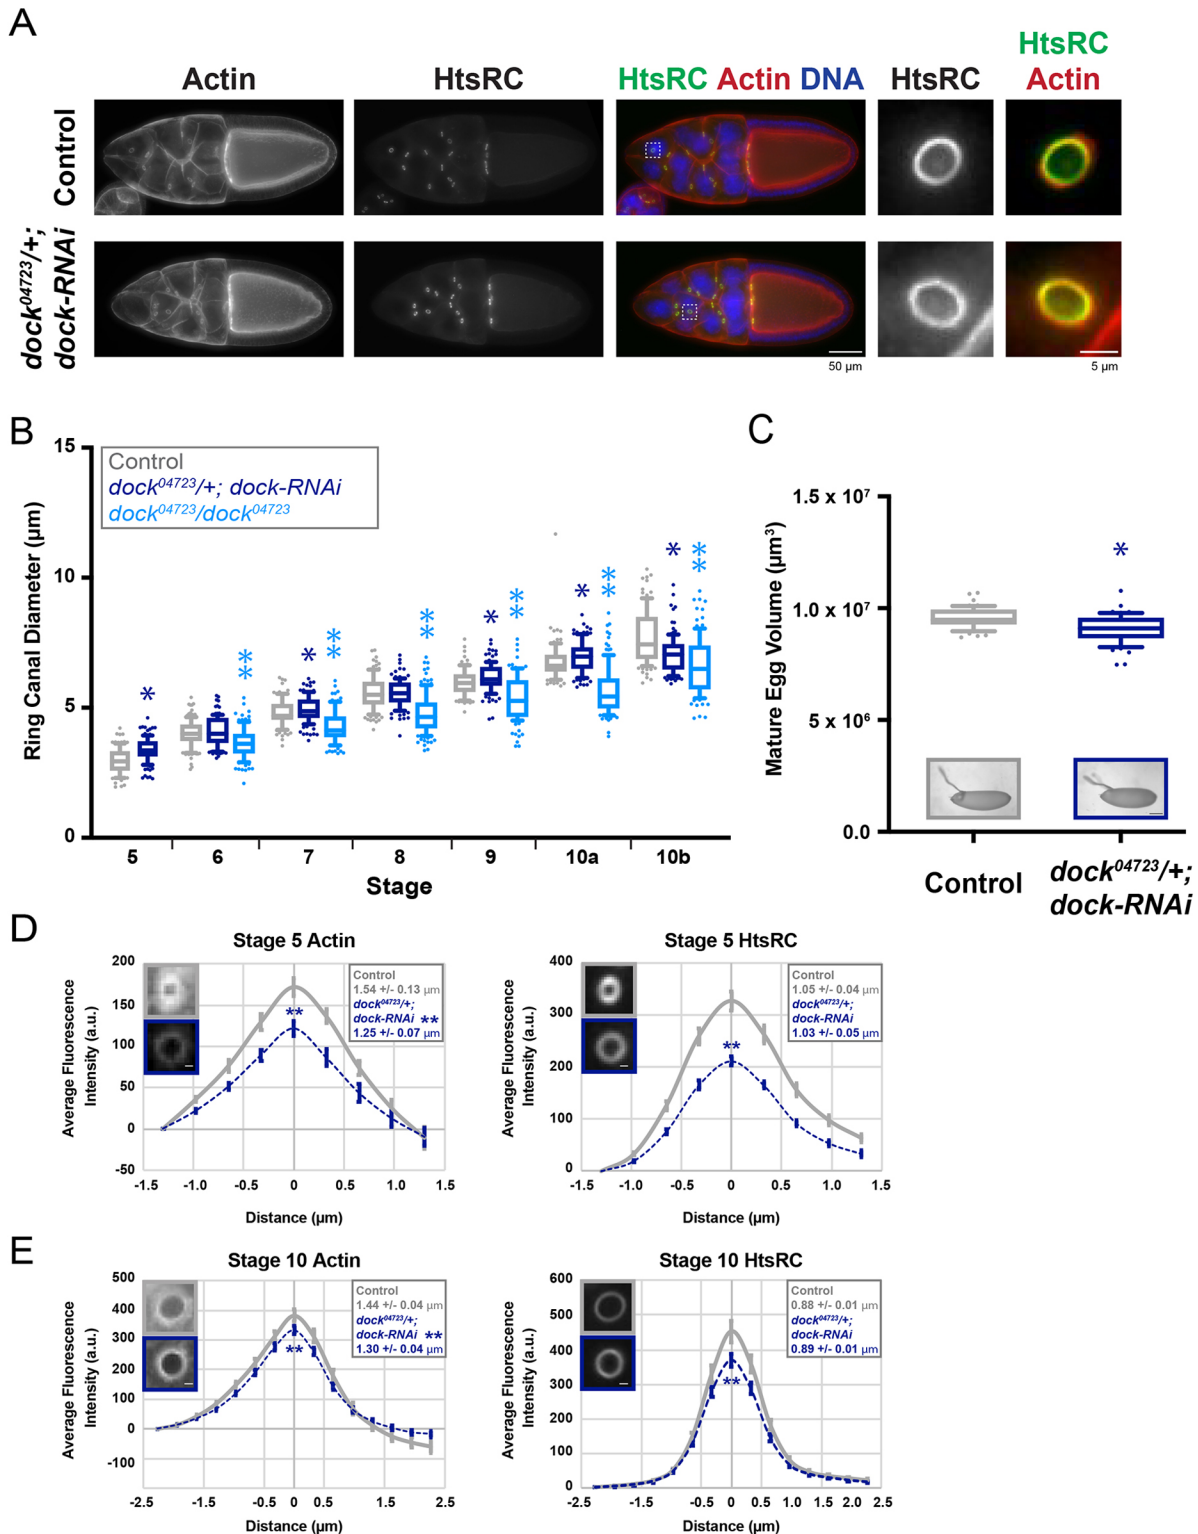 A
Actin
HtsRC
HtsRC Actin DNA
HtsRC
HtsRC
Actin
Control
dock04723/+;
dock-RNAi
50 μm
5 μm
B
Ring Canal Diameter (μm)
15
10
5
0
Control
dock04723/+; dock-RNAi
dock04723/dock04723
*
**
*
**
**
*
**
*
**
*
**
5 6 7 8 9 10a 10b
Stage
C
Mature Egg Volume (μm3)
1.5 x 107
1.0 x 107
5 x 106
0.0
*
Control
dock04723/+;
dock-RNAi
D
Stage 5 Actin
Average Fluorescence
Intensity (a.u.)
200
150
100
50
0
-50
Control
1.54 +/- 0.13 μm
dock04723/+;
dock-RNAi **
1.25 +/- 0.07 μm
**
-1.5 -1.0 -0.5 0 0.5 1.0 1.5
Distance (μm)
Stage 5 HtsRC
Average Fluorescence
Intensity (a.u.)
400
300
200
100
0
Control
1.05 +/- 0.04 μm
dock04723/+;
dock-RNAi
1.03 +/- 0.05 μm
**
-1.5 -1.0 -0.5 0 0.5 1.0 1.5
Distance (μm)
E
Stage 10 Actin
Average Fluorescence
Intensity (a.u.)
500
400
300
200
100
0
-100
Control
1.44 +/- 0.04 μm
dock04723/+;
dock-RNAi **
1.30 +/- 0.04 μm
**
-2.5 -1.5 -0.5 0 0.5 1.5 2.5
Distance (μm)
Stage 10 HtsRC
Average Fluorescence
Intensity (a.u.)
600
500
400
300
200
100
0
Control
0.88 +/- 0.01 μm
dock04723/+;
dock-RNAi
0.89 +/- 0.01 μm
**
-2.5 -1.5 -0.5 0 0.5 1.0 1.5 2.0 2.5
Distance (μm)